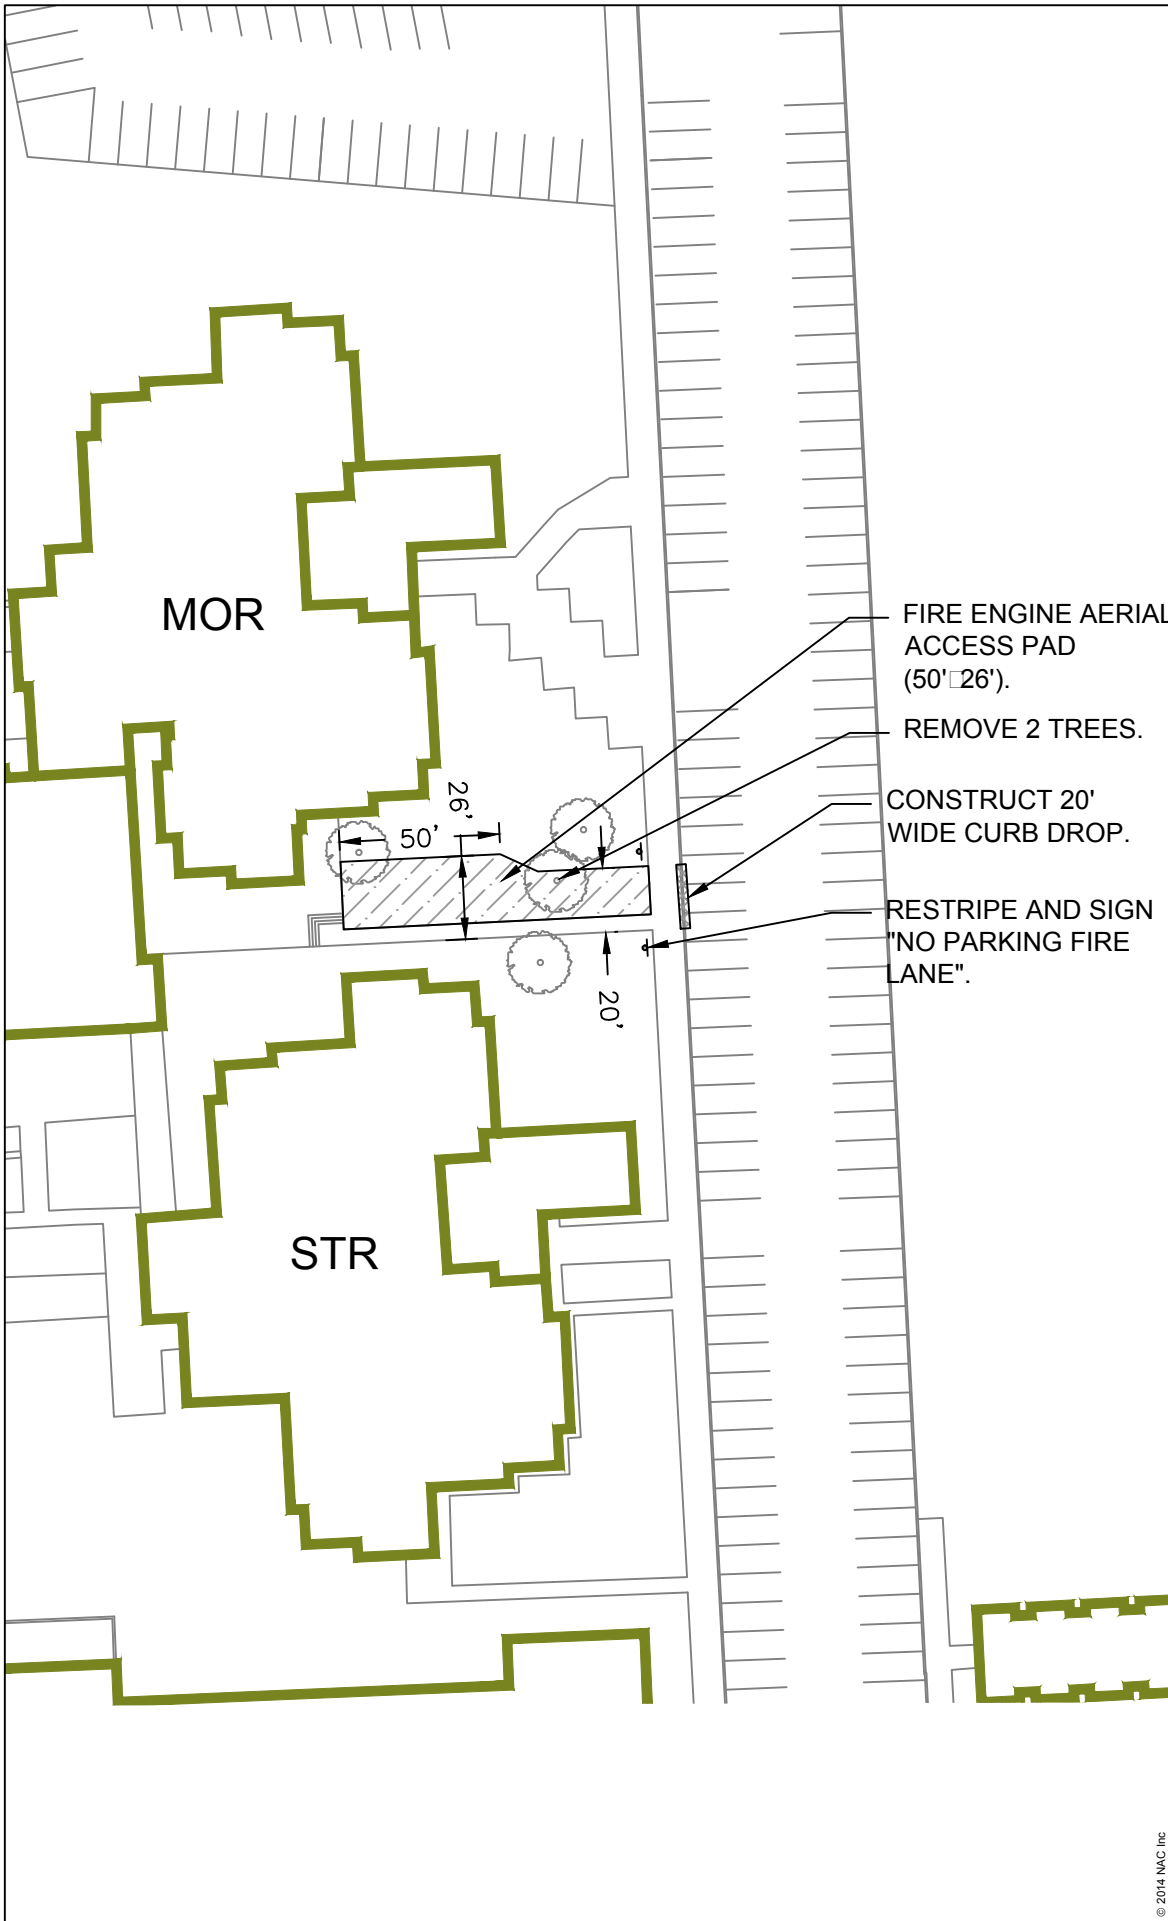 MOR
FIRE ENGINE AERIAL
ACCESS PAD
(50'□26').
REMOVE 2 TREES.
26'
50'
CONSTRUCT 20'
WIDE CURB DROP.
RESTRIPE AND SIGN
"NO PARKING FIRE
LANE".
20'
STR
© 2014 NAC Inc